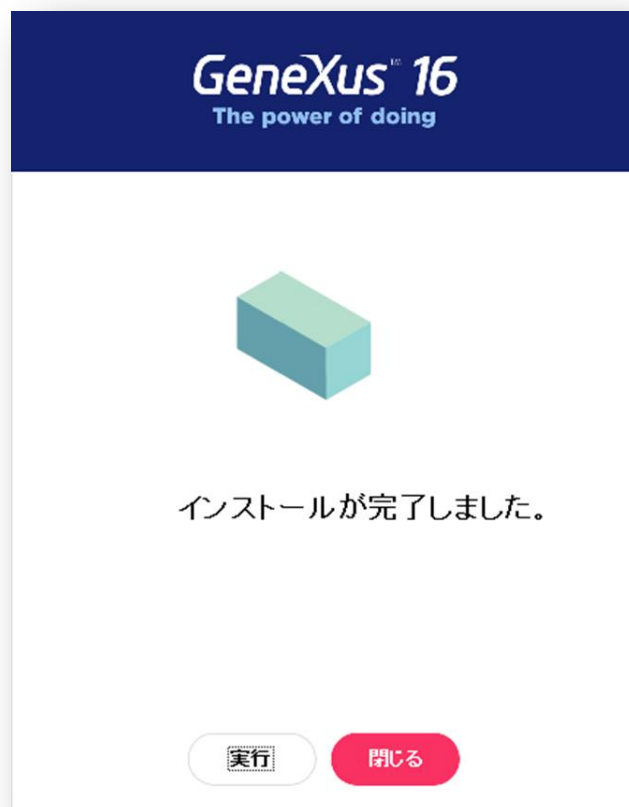 GeneXus™ 16
The power of doing
インストールが完了しました。
実行
閉じる